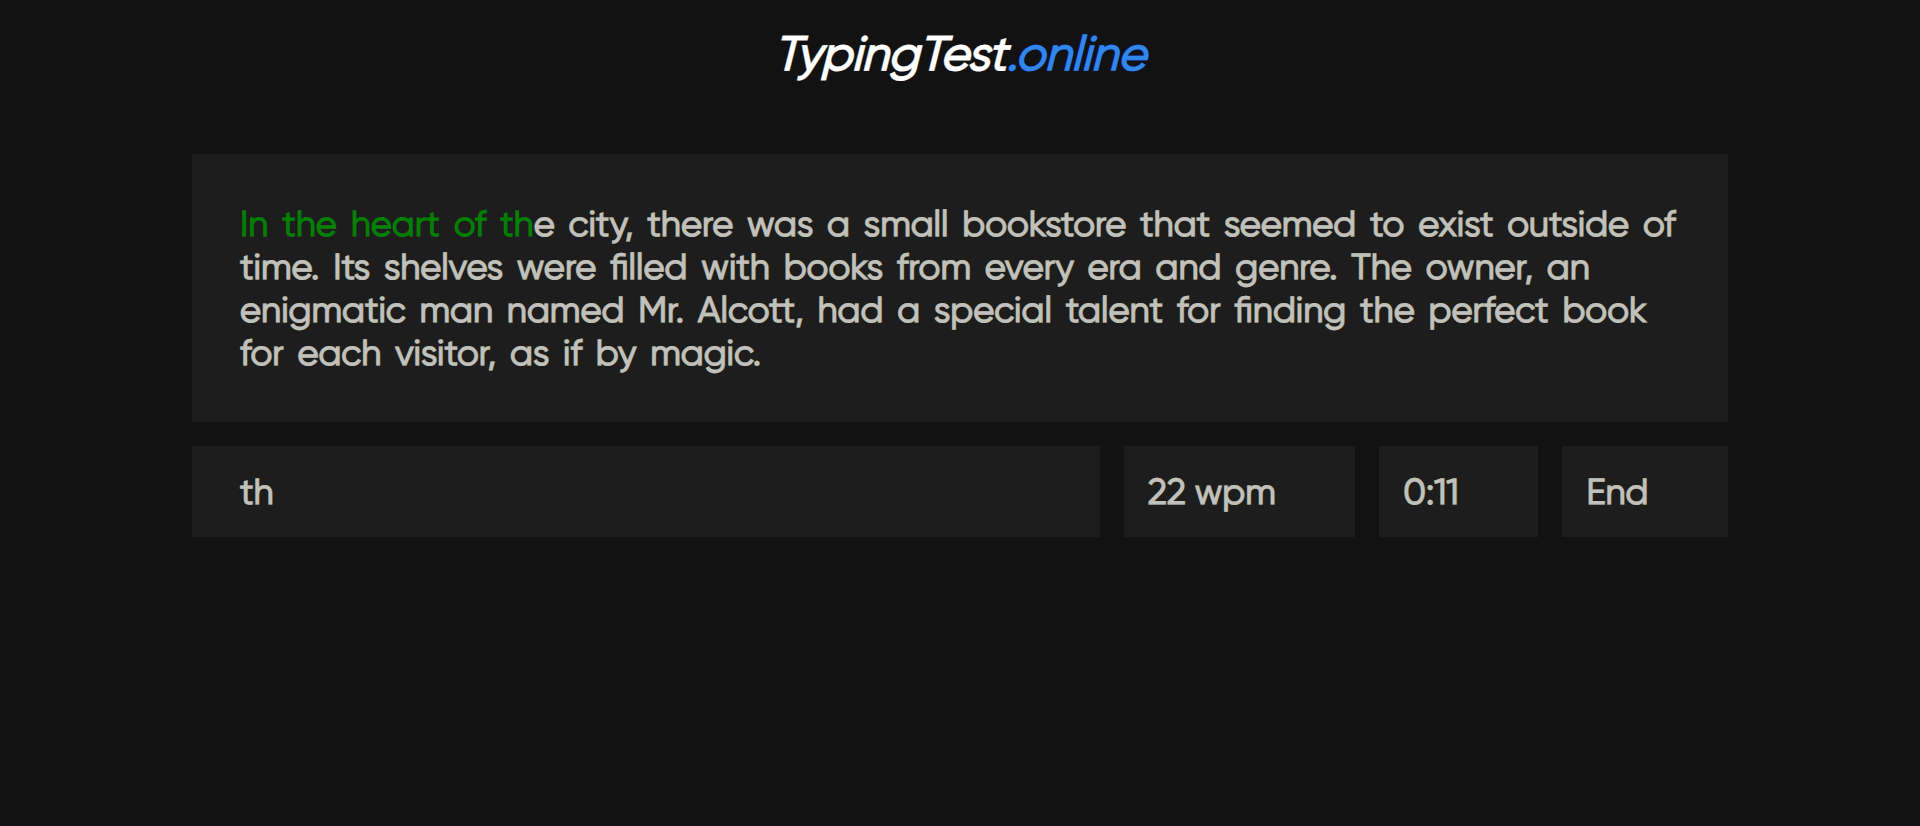 TypingTest.online
In the heart of the city, there was a small bookstore that seemed to exist outside of
time. Its shelves were filled with books from every era and genre. The owner, an
enigmatic man named Mr. Alcott, had a special talent for finding the perfect book
for each visitor, as if by magic.
th
22 wpm
0:11
End